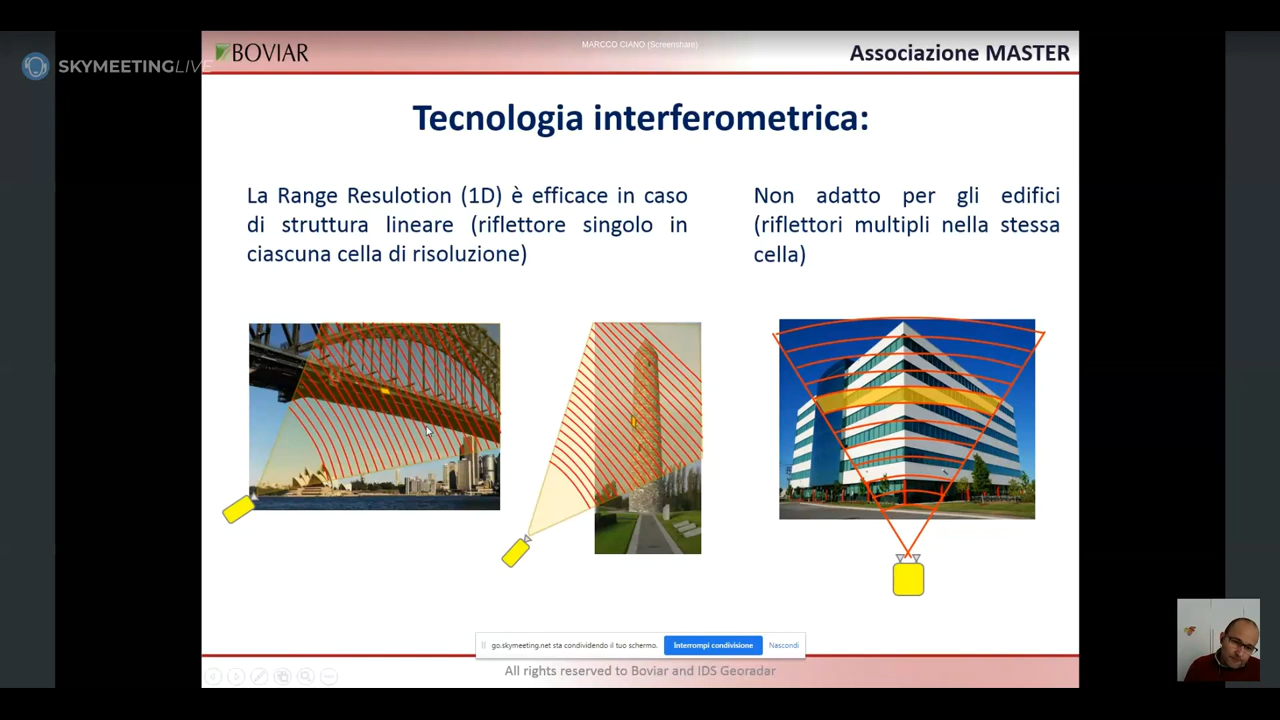 SKYMEETINGLIVE
BOVIAR
MARCCO CIANO (Screenshare)
Associazione MASTER
Tecnologia interferometrica:
La Range Resulotion (1D) è efficace in caso
di struttura lineare (riflettore singolo in
ciascuna cella di risoluzione)
Non adatto per gli edifici
(riflettori multipli nella stessa
cella)
go.skymeeting.net sta condividendo il tuo schermo.
Interrompi condivisione
Nascondi
All rights reserved to Boviar and IDS Georadar